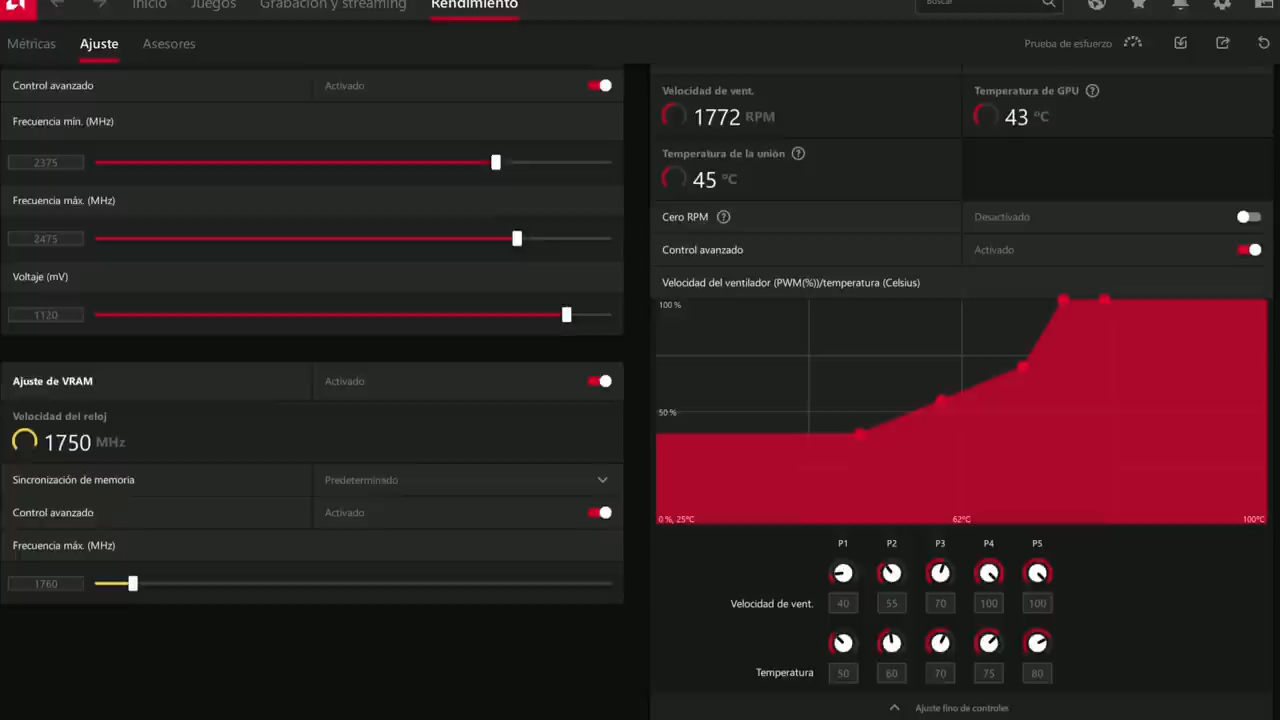 Inicio Juegos Grabación y streaming Rendimiento Buscar
Métricas Ajuste Asesores Prueba de esfuerzo
Control avanzado Activado
Frecuencia mín. (MHz)
2375
Frecuencia máx. (MHz)
2475
Voltaje (mV)
1120
Ajuste de VRAM Activado
Velocidad del reloj
1750 MHz
Sincronización de memoria Predeterminado
Control avanzado Activado
Frecuencia máx. (MHz)
1760
Velocidad de vent. Temperatura de GPU ?
1772 RPM 43 °C
Temperatura de la unión ?
45 °C
Cero RPM ? Desactivado
Control avanzado Activado
Velocidad del ventilador (PWM(%))/temperatura (Celsius)
100 %
50 %
0 %, 25°C 62°C 100°C
P1 P2 P3 P4 P5
Velocidad de vent. 40 55 70 100 100
Temperatura 50 60 70 75 80
Ajuste fino de controles